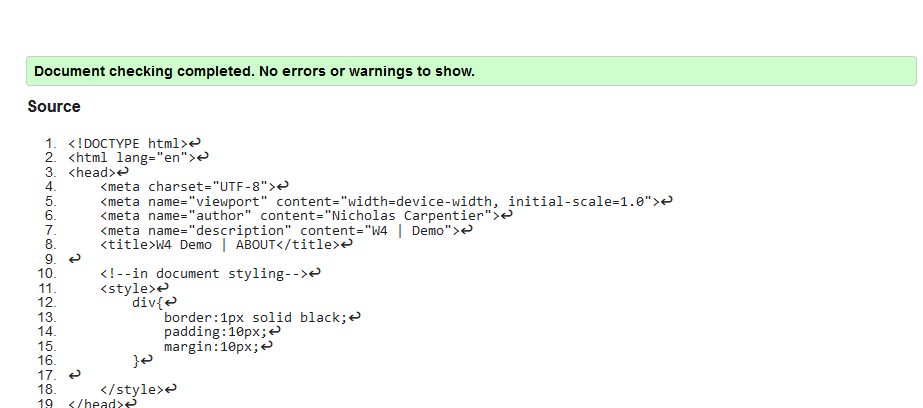 Document checking completed. No errors or warnings to show.
Source
1. <!DOCTYPE html>↩
2. <html lang="en">↩
3. <head>↩
4.     <meta charset="UTF-8">↩
5.     <meta name="viewport" content="width=device-width, initial-scale=1.0">↩
6.     <meta name="author" content="Nicholas Carpentier">↩
7.     <meta name="description" content="W4 | Demo">↩
8.     <title>W4 Demo | ABOUT</title>↩
9. ↩
10.     <!--in document styling-->↩
11.     <style>↩
12.         div{↩
13.             border:1px solid black;↩
14.             padding:10px;↩
15.             margin:10px;↩
16.         }↩
17. ↩
18.     </style>↩
19. </head>↩